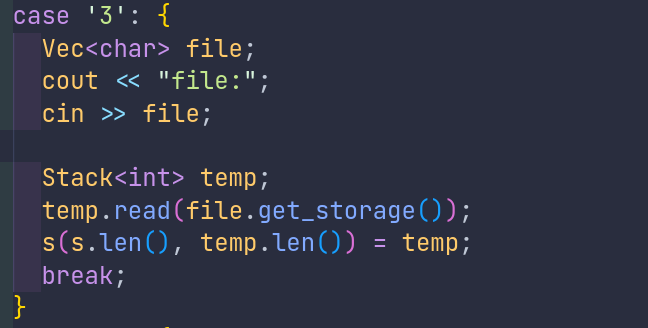 case '3': {
Vec<char> file;
cout << "file:";
cin >> file;
Stack<int> temp;
temp.read(file.get_storage());
s(s.len(), temp.len()) = temp;
break;
}